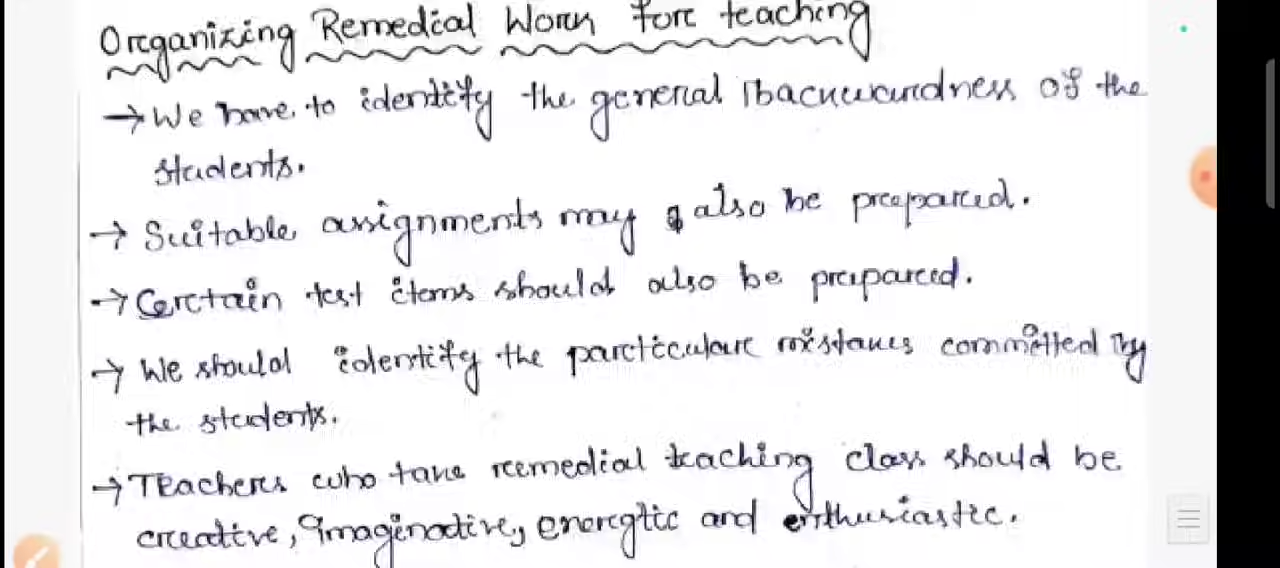 Organizing Remedial Work for teaching
→ We have to identify the general backwardness of the
students.
→ Suitable assignments may also be prepared.
→ Certain test items should also be prepared.
→ We should identify the particular mistakes committed by
the students.
→ Teachers who take remedial teaching class should be
creative, imaginative, energtic and enthusiastic.